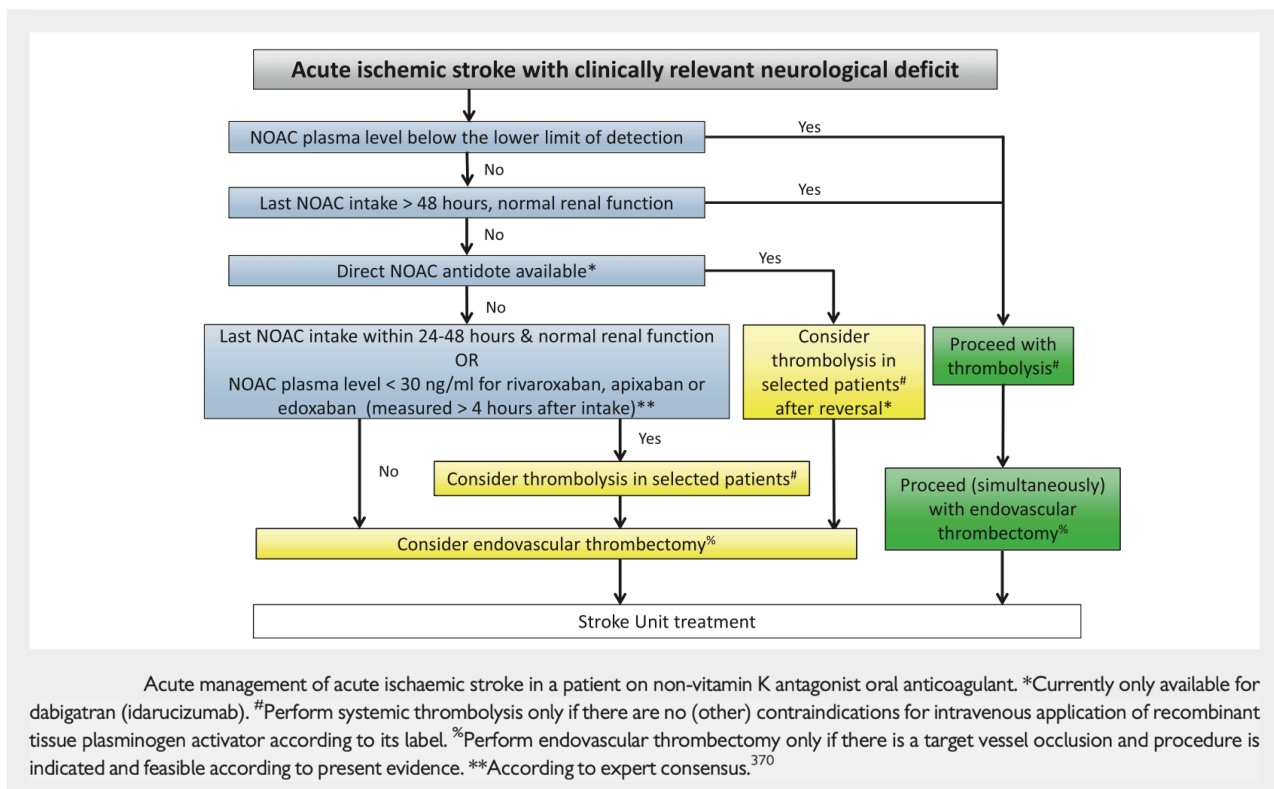 Acute ischemic stroke with clinically relevant neurological deficit
NOAC plasma level below the lower limit of detection
Yes
No
Last NOAC intake > 48 hours, normal renal function
Yes
No
Direct NOAC antidote available*
Yes
No
Last NOAC intake within 24-48 hours & normal renal function
OR
NOAC plasma level < 30 ng/ml for rivaroxaban, apixaban or
edoxaban (measured > 4 hours after intake)**
Consider
thrombolysis in
selected patients#
after reversal*
Proceed with
thrombolysis#
Yes
No
Consider thrombolysis in selected patients#
Proceed (simultaneously)
with endovascular
thrombectomy%
Consider endovascular thrombectomy%
Stroke Unit treatment
Acute management of acute ischaemic stroke in a patient on non-vitamin K antagonist oral anticoagulant. *Currently only available for
dabigatran (idarucizumab). #Perform systemic thrombolysis only if there are no (other) contraindications for intravenous application of recombinant
tissue plasminogen activator according to its label. %Perform endovascular thrombectomy only if there is a target vessel occlusion and procedure is
indicated and feasible according to present evidence. **According to expert consensus.370